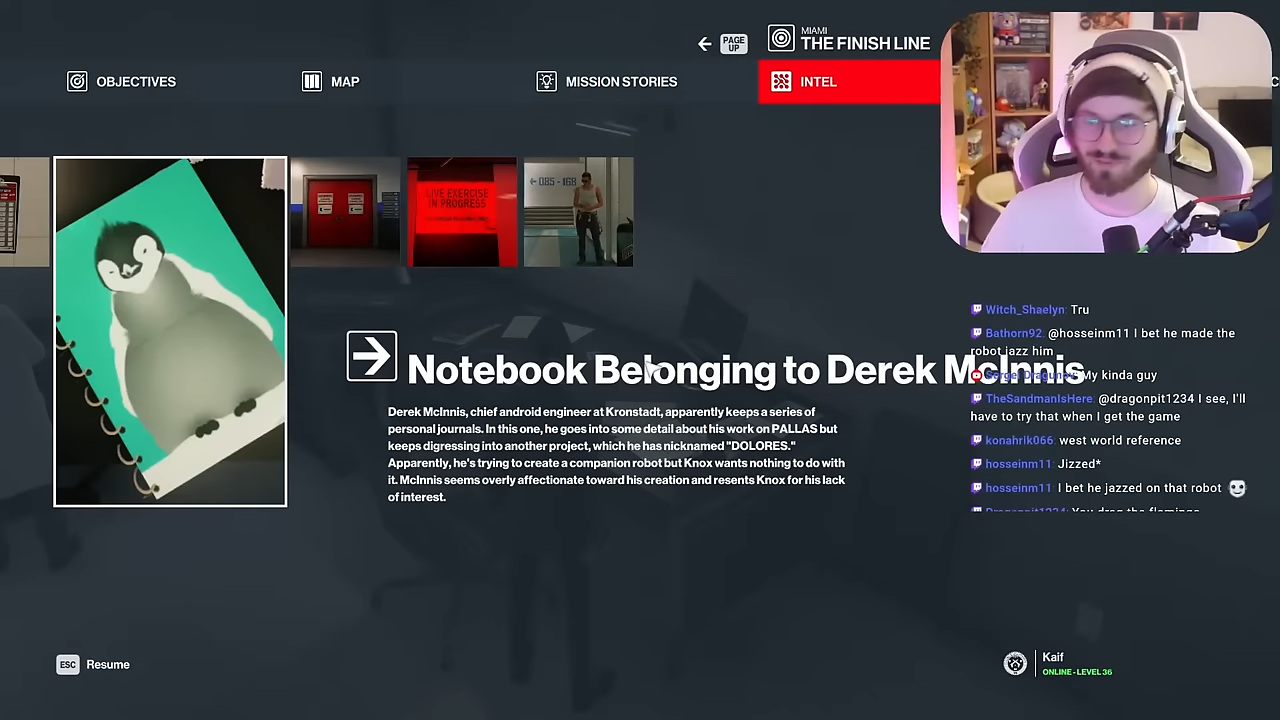 PAGE UP
MIAMI
THE FINISH LINE
OBJECTIVES
MAP
MISSION STORIES
INTEL
LIVE EXERCISE
IN PROGRESS
085-168
Notebook Belonging to Derek McInnis
Derek McInnis, chief android engineer at Kronstadt, apparently keeps a series of
personal journals. In this one, he goes into some detail about his work on PALLAS but
keeps digressing into another project, which he has nicknamed "DOLORES."
Apparently, he's trying to create a companion robot but Knox wants nothing to do with
it. McInnis seems overly affectionate toward his creation and resents Knox for his lack
of interest.
Witch_Shaelyn: Tru
Bathorn92: @hosseinm11 I bet he made the
robot jazz him
My kinda guy
TheSandmanIsHere: @dragonpit1234 I see, I'll
have to try that when I get the game
konahrik066: west world reference
hosseinm11: Jizzed*
hosseinm11: I bet he jazzed on that robot
ESC Resume
Kaif
ONLINE - LEVEL 36